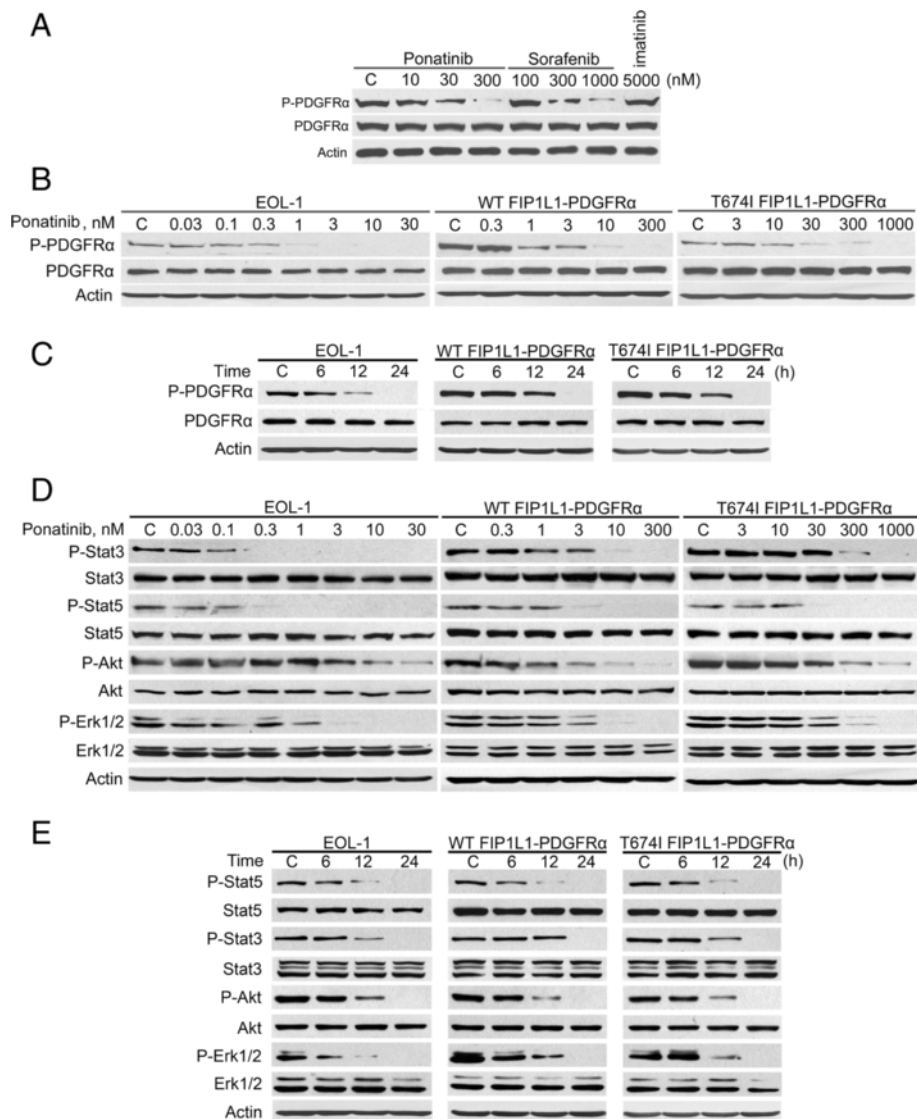 A
Ponatinib Sorafenib imatinib
C 10 30 300 100 300 1000 5000 (nM)
P-PDGFRα
PDGFRα
Actin
B
EOL-1 WT FIP1L1-PDGFRα T674I FIP1L1-PDGFRα
Ponatinib , nM C 0.03 0.1 0.3 1 3 10 30 C 0.3 1 3 10 300 C 3 10 30 300 1000
P-PDGFRα
PDGFRα
Actin
C
EOL-1 WT FIP1L1-PDGFRα T674I FIP1L1-PDGFRα
Time C 6 12 24 C 6 12 24 C 6 12 24 (h)
P-PDGFRα
PDGFRα
Actin
D
EOL-1 WT FIP1L1-PDGFRα T674I FIP1L1-PDGFRα
Ponatinib, nM C 0.03 0.1 0.3 1 3 10 30 C 0.3 1 3 10 300 C 3 10 30 300 1000
P-Stat3
Stat3
P-Stat5
Stat5
P-Akt
Akt
P-Erk1/2
Erk1/2
Actin
E
EOL-1 WT FIP1L1-PDGFRα T674I FIP1L1-PDGFRα
Time C 6 12 24 C 6 12 24 C 6 12 24 (h)
P-Stat5
Stat5
P-Stat3
Stat3
P-Akt
Akt
P-Erk1/2
Erk1/2
Actin